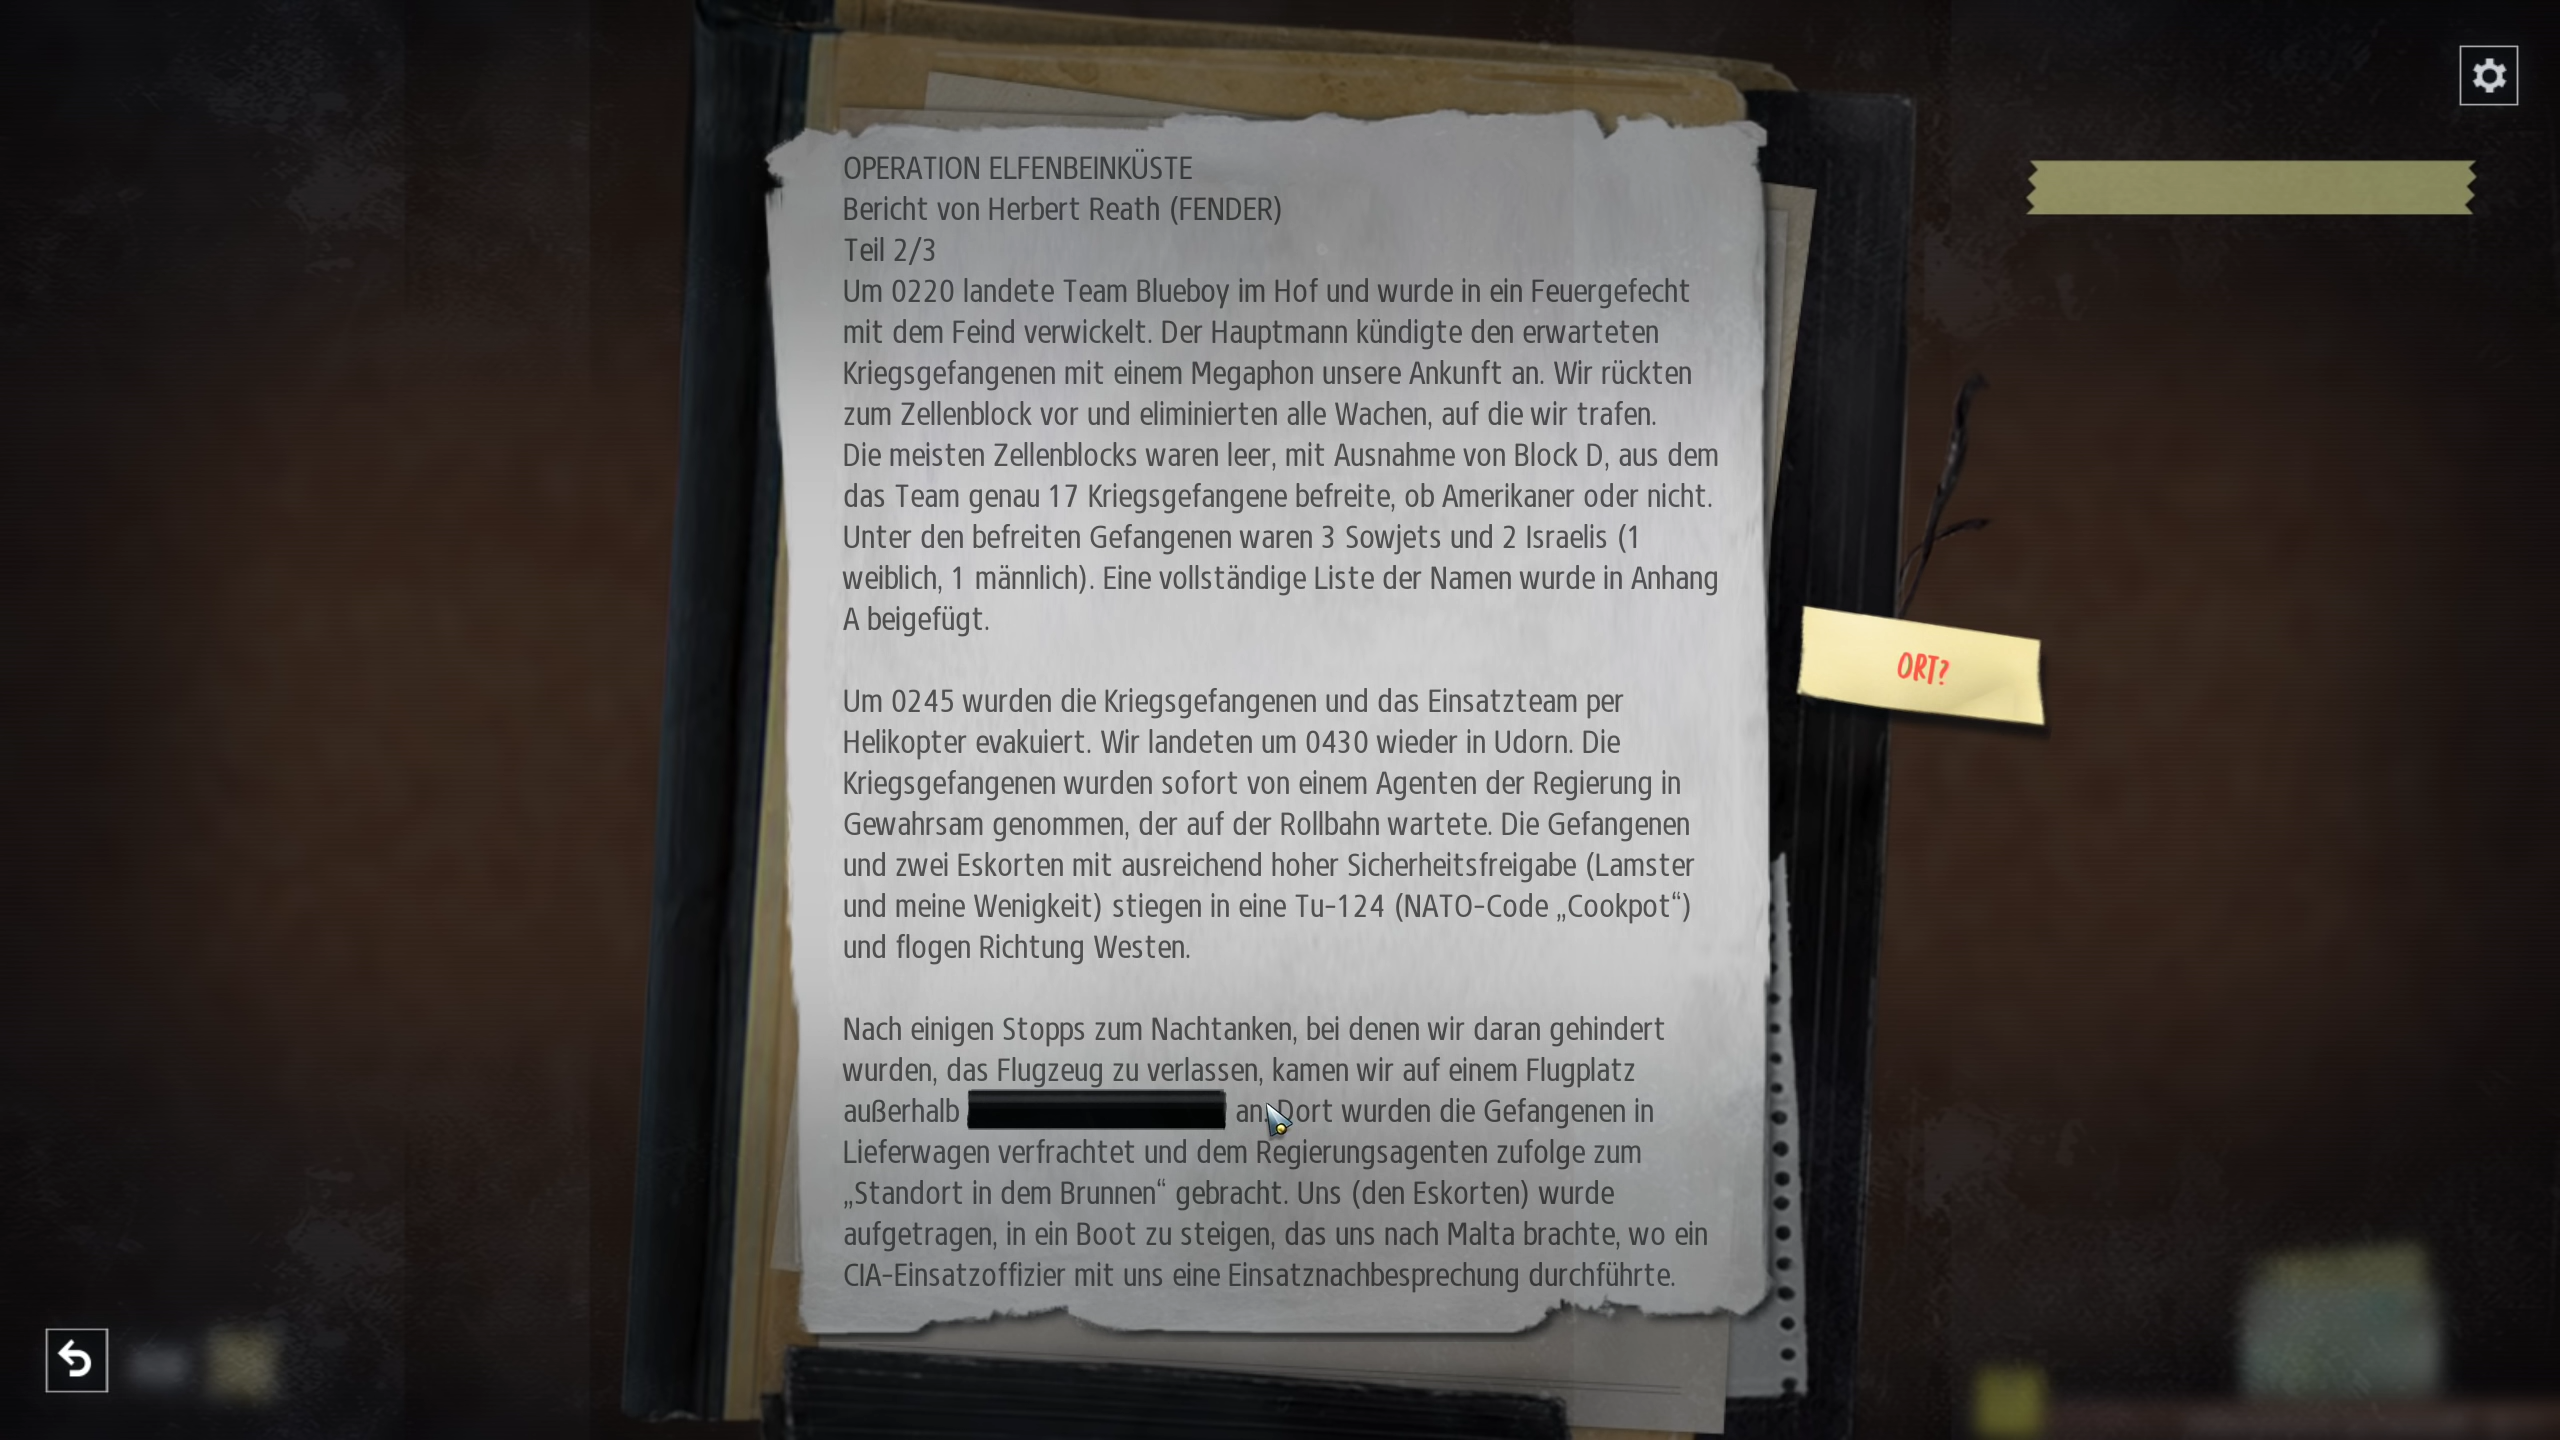 OPERATION ELFENBEINKÜSTE
Bericht von Herbert Reath (FENDER)
Teil 2/3
Um 0220 landete Team Blueboy im Hof und wurde in ein Feuergefecht
mit dem Feind verwickelt. Der Hauptmann kündigte den erwarteten
Kriegsgefangenen mit einem Megaphon unsere Ankunft an. Wir rückten
zum Zellenblock vor und eliminierten alle Wachen, auf die wir trafen.
Die meisten Zellenblocks waren leer, mit Ausnahme von Block D, aus dem
das Team genau 17 Kriegsgefangene befreite, ob Amerikaner oder nicht.
Unter den befreiten Gefangenen waren 3 Sowjets und 2 Israelis (1
weiblich, 1 männlich). Eine vollständige Liste der Namen wurde in Anhang
A beigefügt.
Um 0245 wurden die Kriegsgefangenen und das Einsatzteam per
Helikopter evakuiert. Wir landeten um 0430 wieder in Udorn. Die
Kriegsgefangenen wurden sofort von einem Agenten der Regierung in
Gewahrsam genommen, der auf der Rollbahn wartete. Die Gefangenen
und zwei Eskorten mit ausreichend hoher Sicherheitsfreigabe (Lamster
und meine Wenigkeit) stiegen in eine Tu-124 (NATO-Code „Cookpot“)
und flogen Richtung Westen.
Nach einigen Stopps zum Nachtanken, bei denen wir daran gehindert
wurden, das Flugzeug zu verlassen, kamen wir auf einem Flugplatz
außerhalb an. Dort wurden die Gefangenen in
Lieferwagen verfrachtet und dem Regierungsagenten zufolge zum
„Standort in dem Brunnen“ gebracht. Uns (den Eskorten) wurde
aufgetragen, in ein Boot zu steigen, das uns nach Malta brachte, wo ein
CIA-Einsatzoffizier mit uns eine Einsatznachbesprechung durchführte.
ORT?